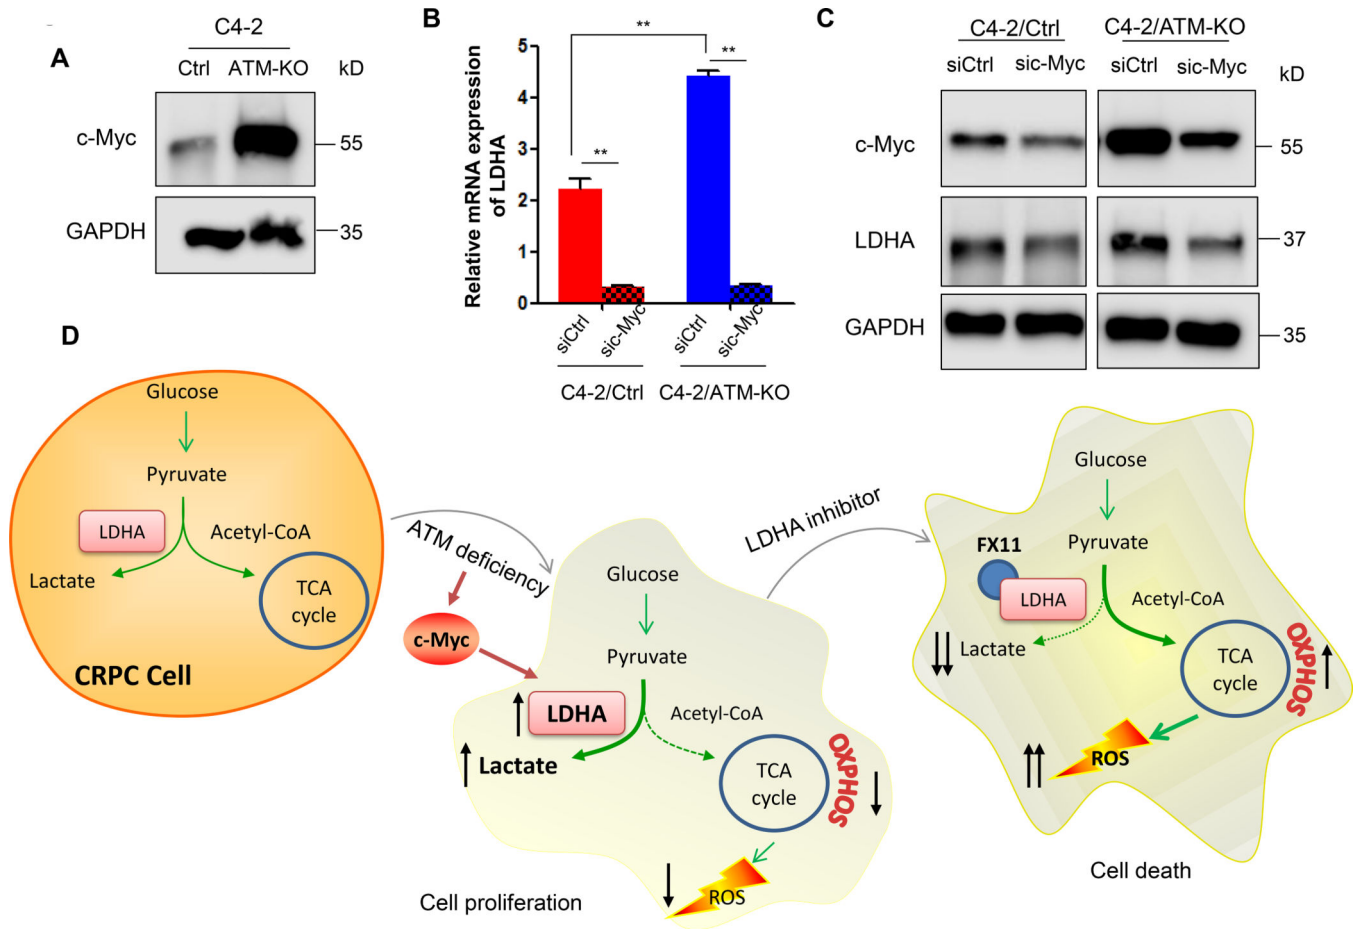 A
C4-2
Ctrl ATM-KO kD
c-Myc
55
GAPDH
35
B
Relative mRNA expression
of LDHA
5
4
3
2
1
0
**
**
**
siCtrl
sic-Myc
siCtrl
sic-Myc
C4-2/Ctrl C4-2/ATM-KO
C
C4-2/Ctrl C4-2/ATM-KO
siCtrl sic-Myc siCtrl sic-Myc kD
c-Myc
55
LDHA
37
GAPDH
35
D
Glucose
Pyruvate
LDHA
Acetyl-CoA
Lactate
TCA
cycle
CRPC Cell
ATM deficiency
c-Myc
Glucose
Pyruvate
LDHA
Acetyl-CoA
Lactate
TCA
cycle
OXPHOS
ROS
Cell proliferation
LDHA inhibitor
Glucose
FX11
Pyruvate
LDHA
Acetyl-CoA
Lactate
TCA
cycle
OXPHOS
ROS
Cell death